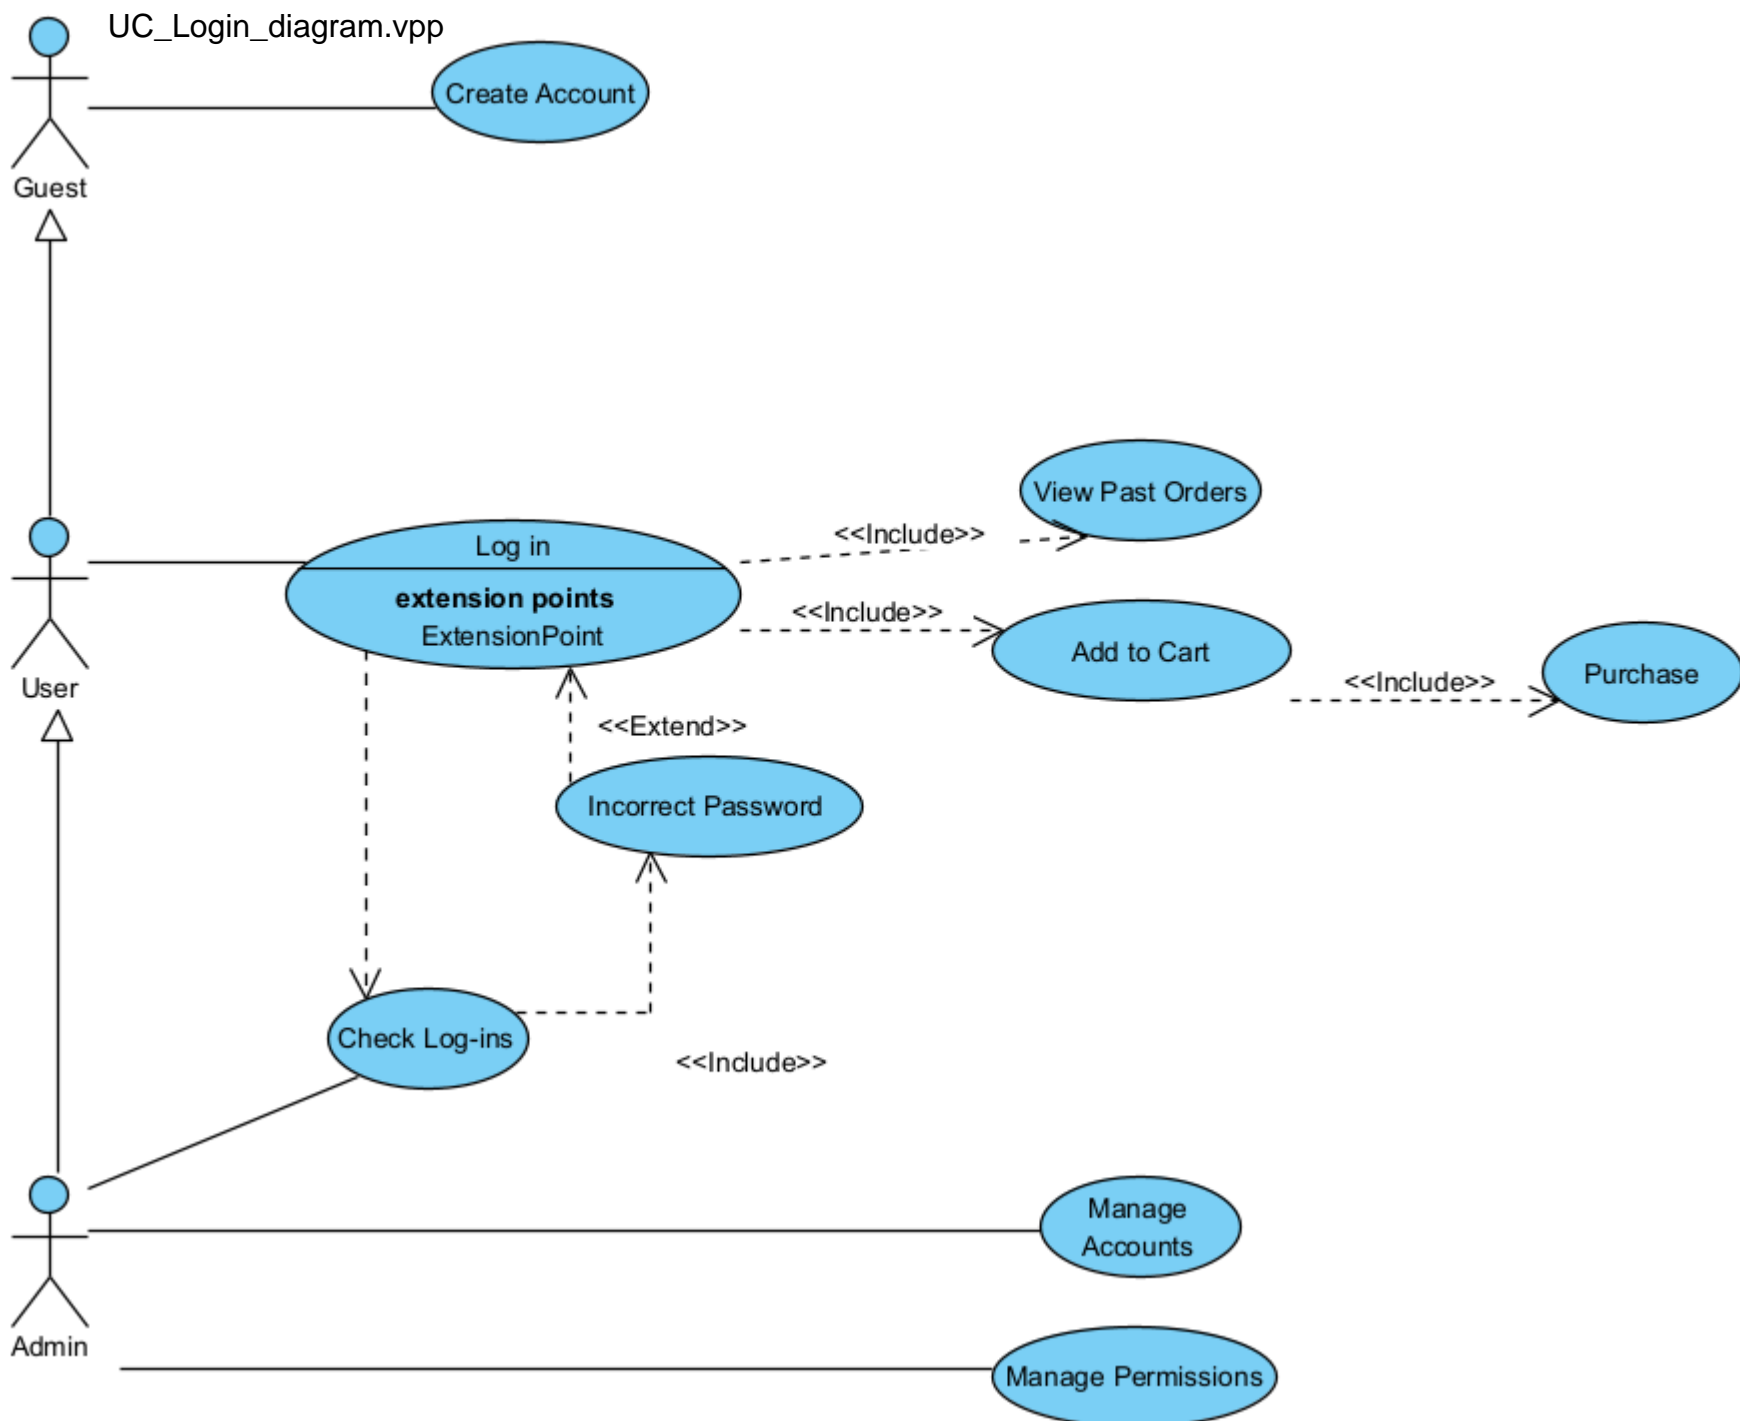 UC_Login_diagram.vpp
Create Account
Guest
View Past Orders
<<Include>>
Log in
extension points
ExtensionPoint
<<Include>>
Add to Cart
<<Include>>
Purchase
User
<<Extend>>
Incorrect Password
Check Log-ins
<<Include>>
Manage
Accounts
Admin
Manage Permissions